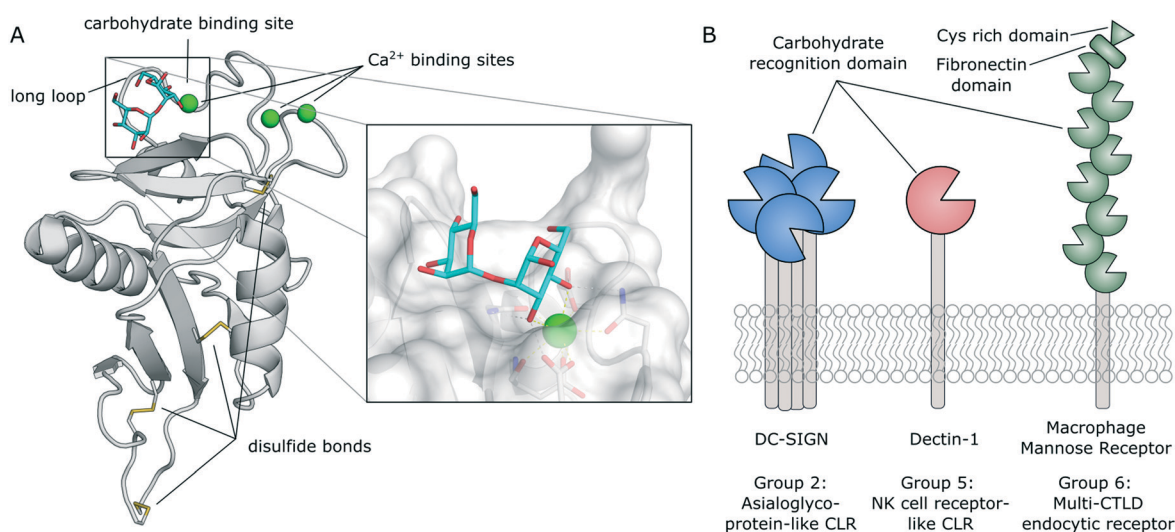 A
carbohydrate binding site
Ca2+ binding sites
long loop
disulfide bonds
B
Carbohydrate
recognition domain
Cys rich domain
Fibronectin
domain
DC-SIGN
Dectin-1
Macrophage
Mannose Receptor
Group 2:
Asialoglyco-
protein-like CLR
Group 5:
NK cell receptor-
like CLR
Group 6:
Multi-CTLD
endocytic receptor